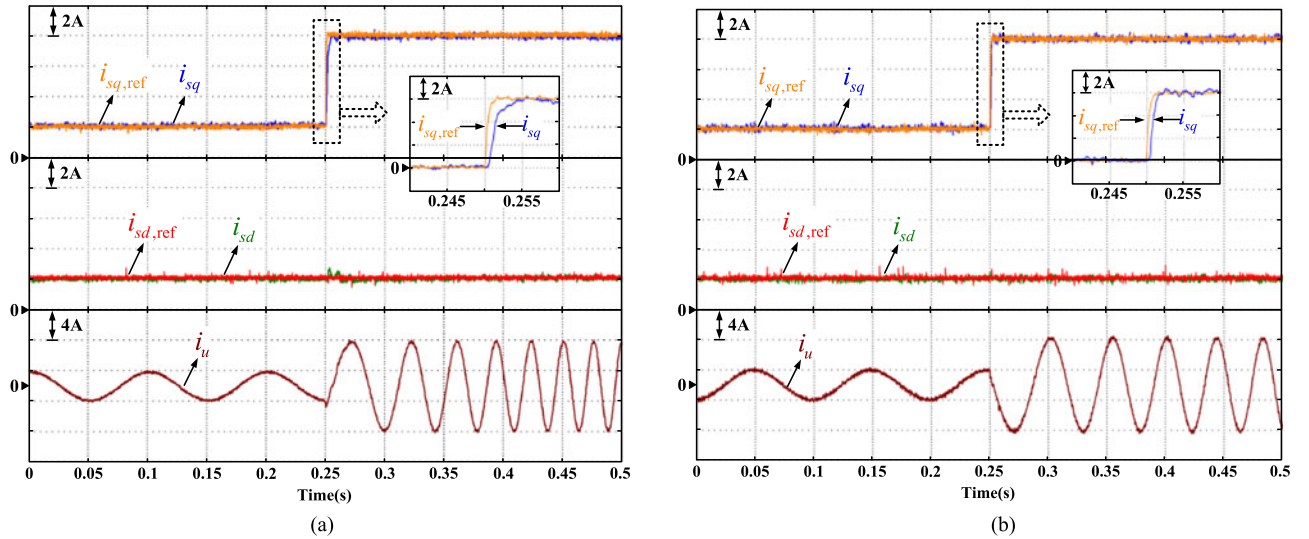 2A
i_sq,ref
i_sq
2A
i_sq,ref
i_sq
0
0.245
0.255
0
2A
i_sd,ref
i_sd
0
4A
i_u
0
0 0.05 0.1 0.15 0.2 0.25 0.3 0.35 0.4 0.45 0.5
Time(s)
(a)
2A
i_sq,ref
i_sq
2A
i_sq,ref
i_sq
0
0.245
0.255
0
2A
i_sd,ref
i_sd
0
4A
i_u
0
0 0.05 0.1 0.15 0.2 0.25 0.3 0.35 0.4 0.45 0.5
Time(s)
(b)